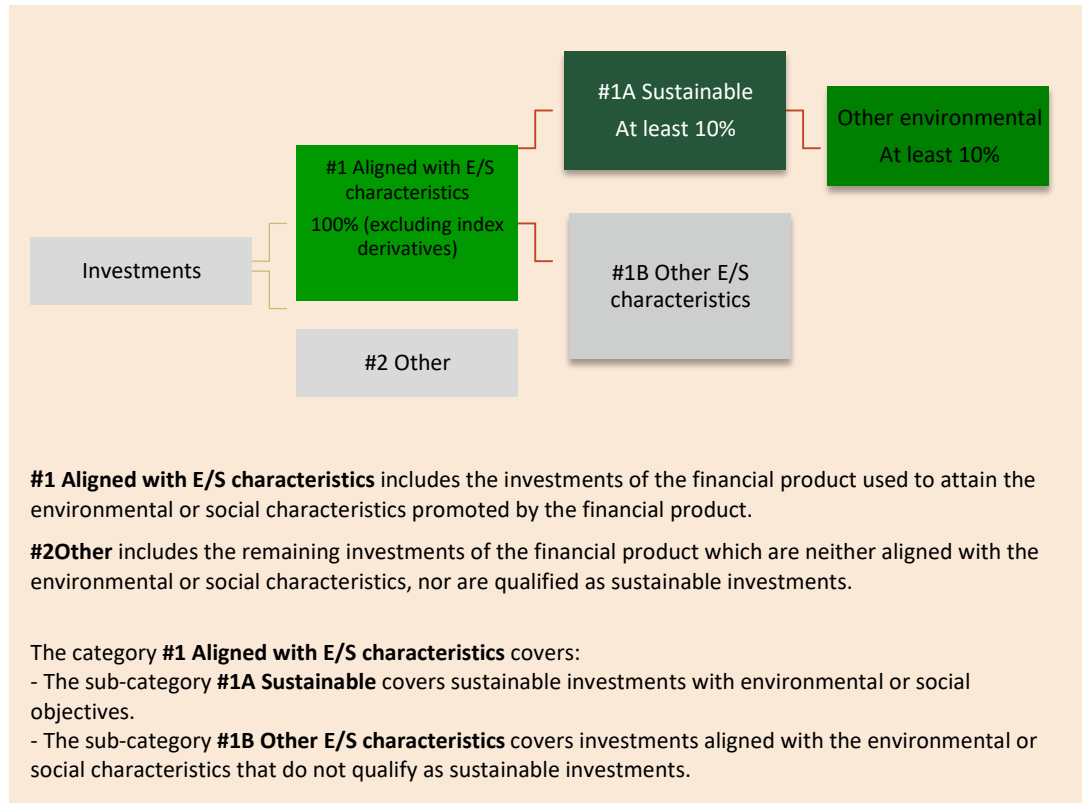 #1A Sustainable
At least 10%
Other environmental
At least 10%
#1 Aligned with E/S
characteristics
100% (excluding index
derivatives)
Investments
#1B Other E/S
characteristics
#2 Other
#1 Aligned with E/S characteristics includes the investments of the financial product used to attain the
environmental or social characteristics promoted by the financial product.
#2Other includes the remaining investments of the financial product which are neither aligned with the
environmental or social characteristics, nor are qualified as sustainable investments.
The category #1 Aligned with E/S characteristics covers:
- The sub-category #1A Sustainable covers sustainable investments with environmental or social
objectives.
- The sub-category #1B Other E/S characteristics covers investments aligned with the environmental or
social characteristics that do not qualify as sustainable investments.